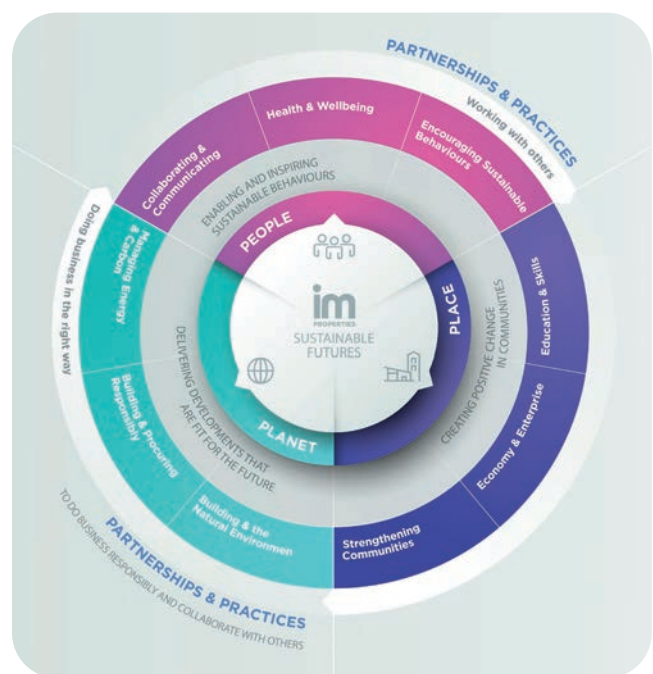 PARTNERSHIPS & PRACTICES
Working with others
Collaborating &
Communicating
Health & Wellbeing
Encouraging Sustainable
Behaviours
ENABLING AND INSPIRING
SUSTAINABLE BEHAVIOURS
PEOPLE
Doing business in the right way
Managing Energy
& Carbon
Building & Procuring
Responsibly
Building & the
Natural Environmen
DELIVERING DEVELOPMENTS THAT
ARE FIT FOR THE FUTURE
PLANET
im
PROPERTIES
SUSTAINABLE
FUTURES
PLACE
CREATING POSITIVE CHANGE
IN COMMUNITIES
Education & Skills
Economy & Enterprise
Strengthening
Communities
PARTNERSHIPS & PRACTICES
TO DO BUSINESS RESPONSIBLY AND COLLABORATE WITH OTHERS